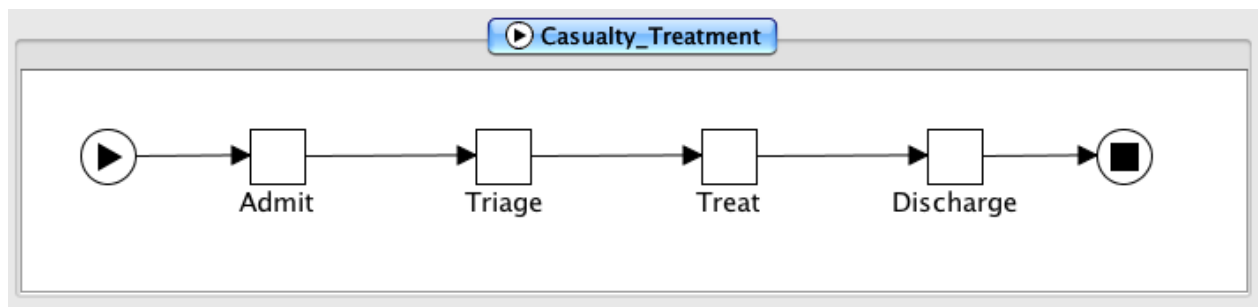 Casualty_Treatment
Admit
Triage
Treat
Discharge